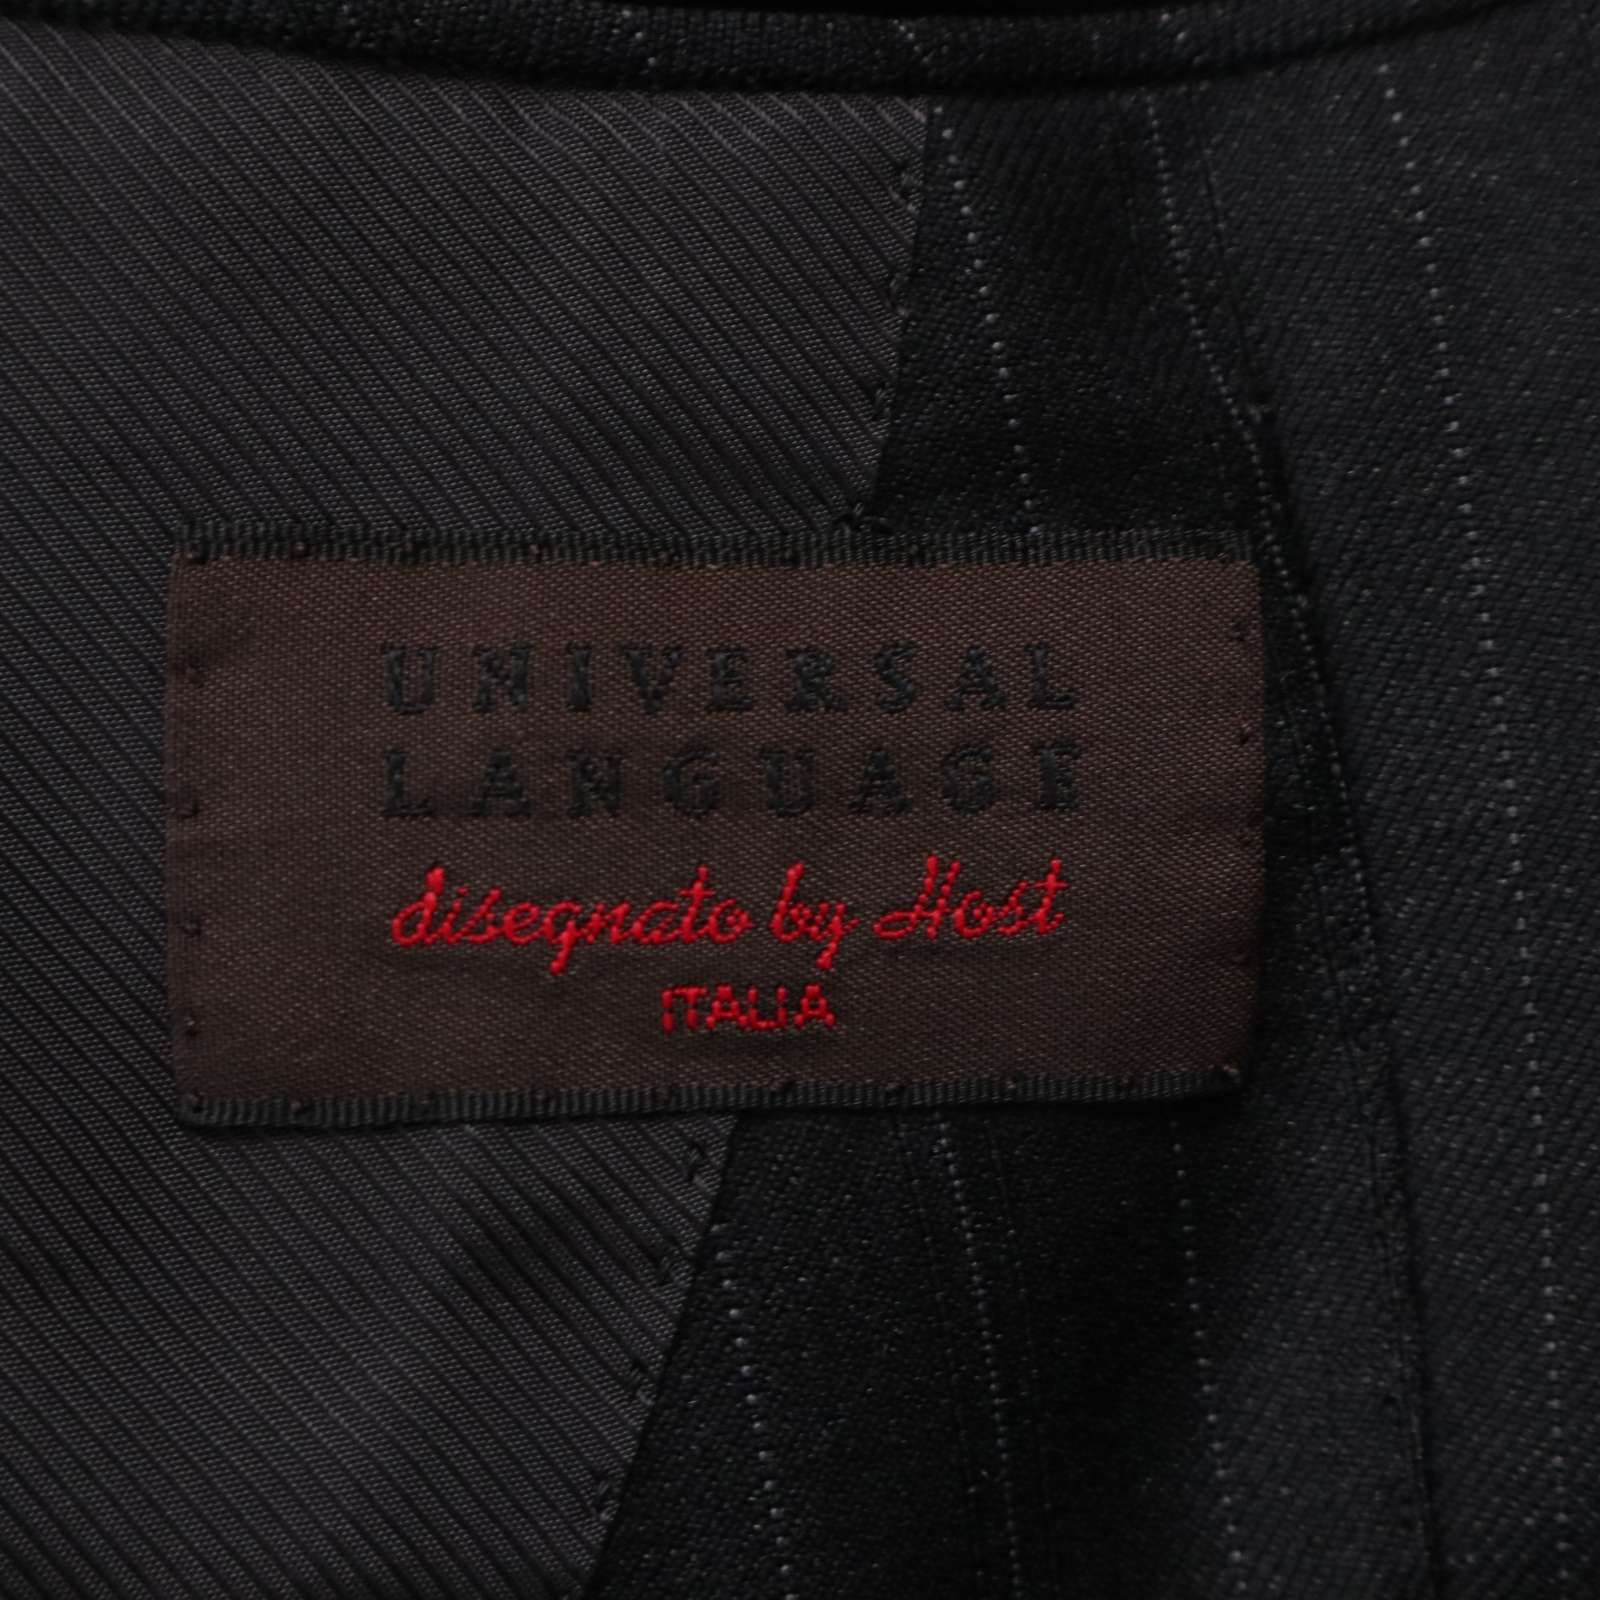 UNIVERSAL
LANGUAGE
disegnato by Host
ITALIA